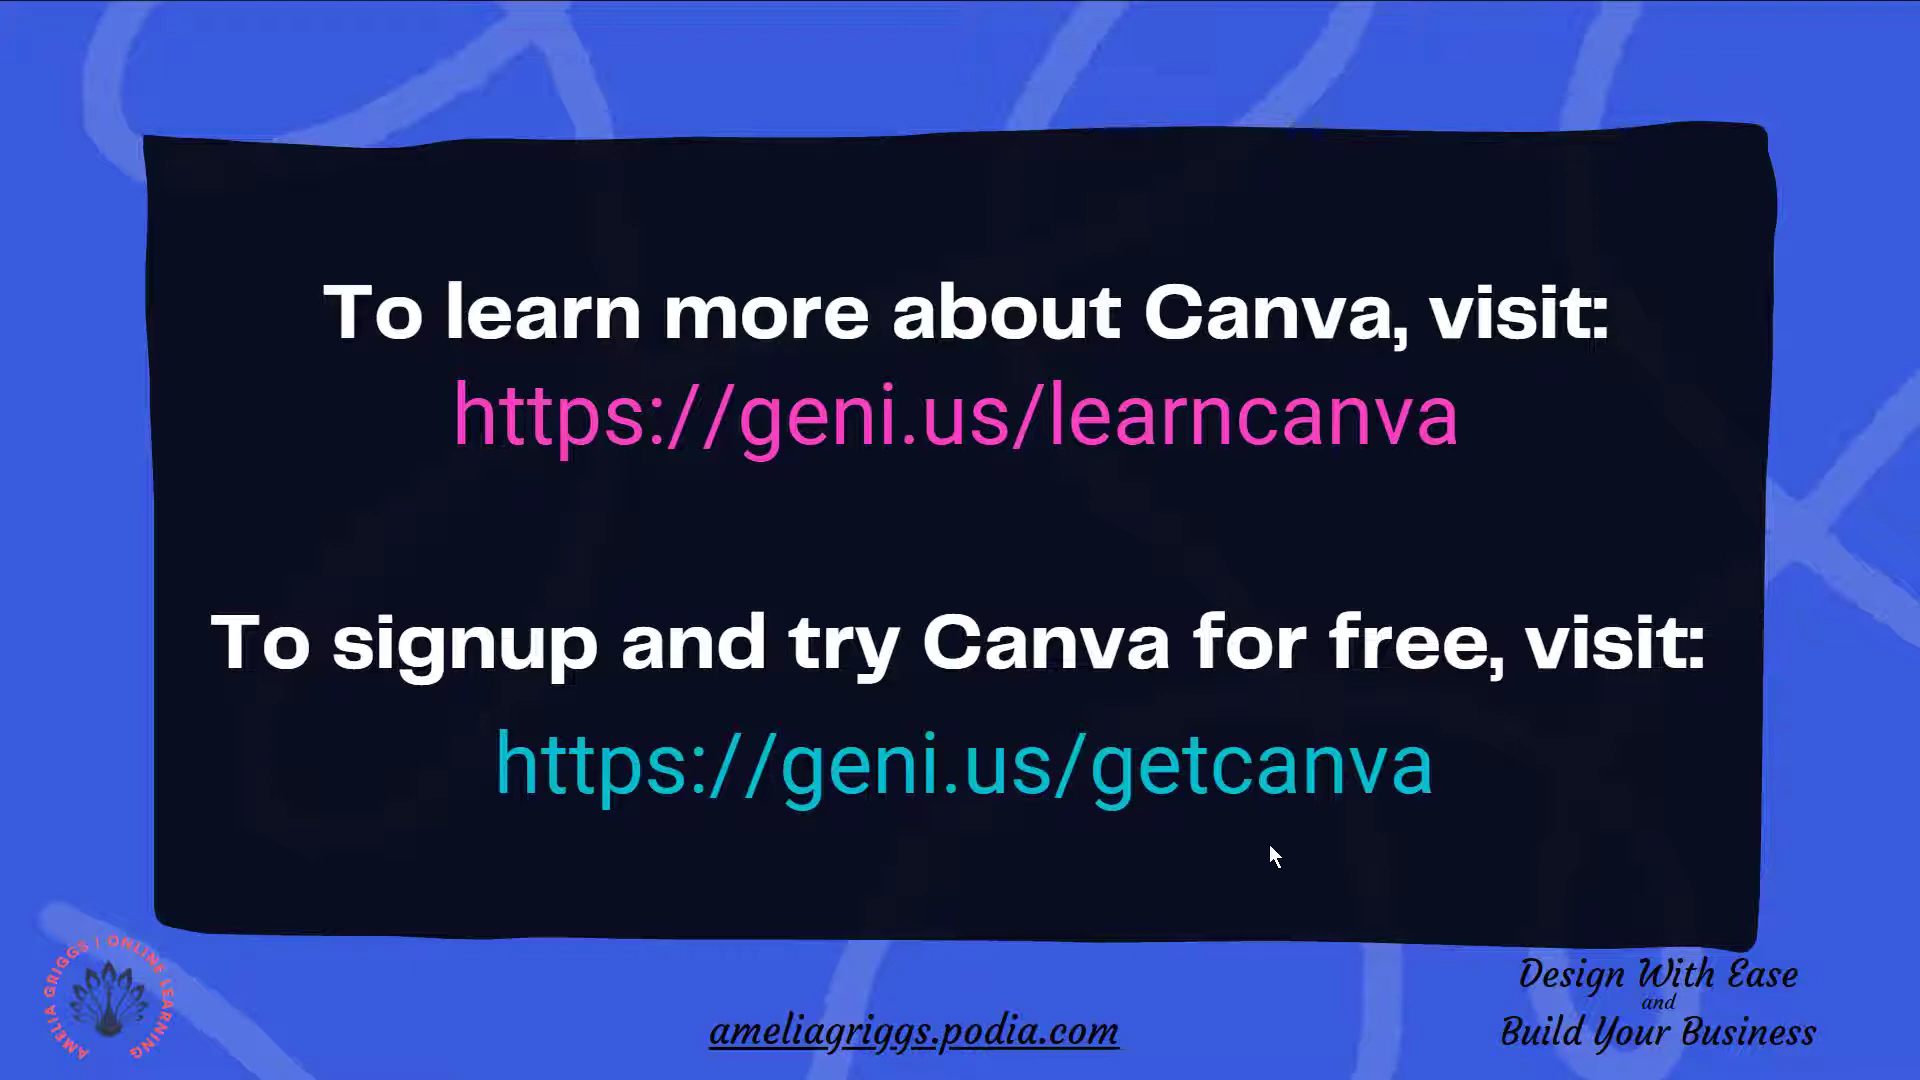 To learn more about Canva, visit:
https://geni.us/learncanva
To signup and try Canva for free, visit:
https://geni.us/getcanva
AMELIA GRIGGS | ONLINE LEARNING
ameliagriggs.podia.com
Design With Ease
and
Build Your Business